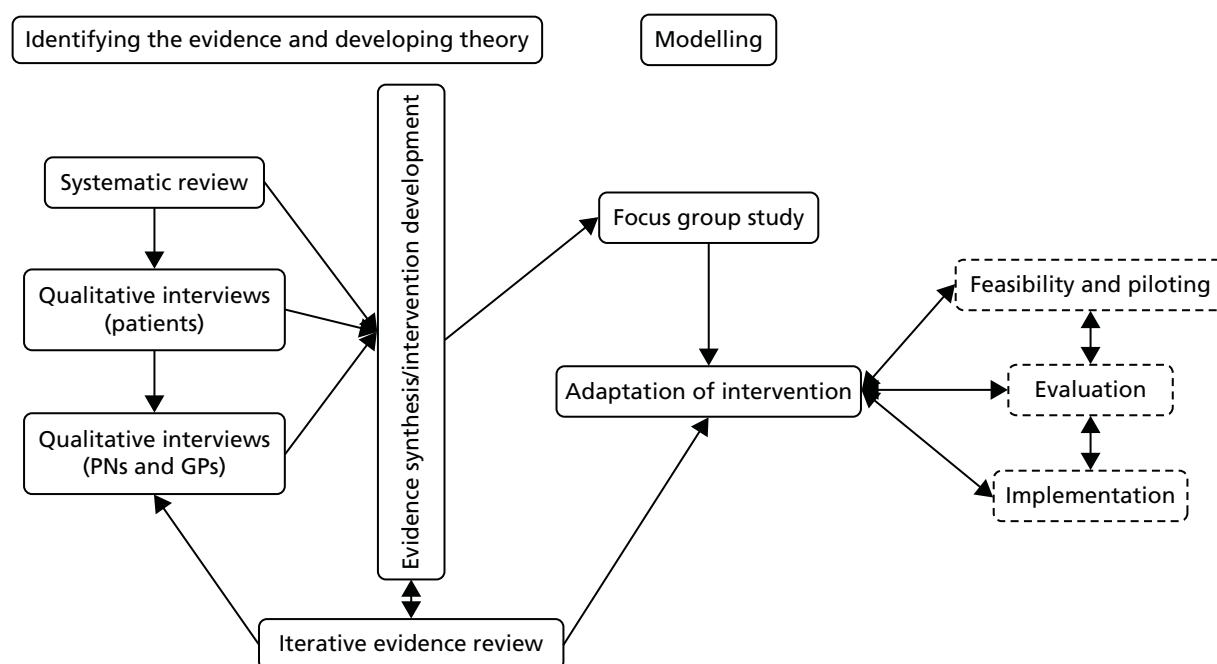 Identifying the evidence and developing theory
Modelling
Systematic review
Qualitative interviews
(patients)
Qualitative interviews
(PNs and GPs)
Evidence synthesis/intervention development
Iterative evidence review
Focus group study
Adaptation of intervention
Feasibility and piloting
Evaluation
Implementation